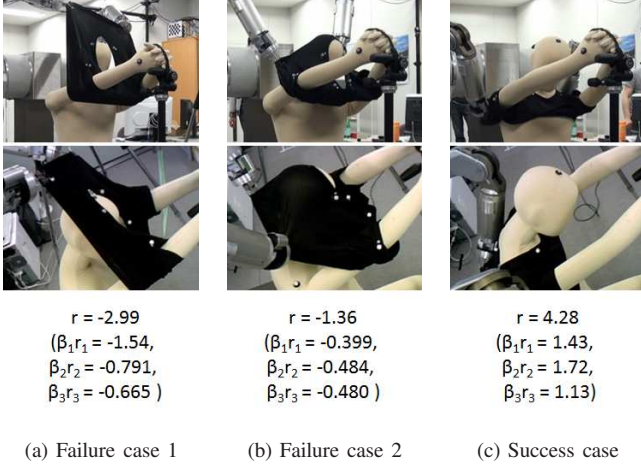 r = -2.99
(β₁r₁ = -1.54,
β₂r₂ = -0.791,
β₃r₃ = -0.665 )
r = -1.36
(β₁r₁ = -0.399,
β₂r₂ = -0.484,
β₃r₃ = -0.480 )
r = 4.28
(β₁r₁ = 1.43,
β₂r₂ = 1.72,
β₃r₃ = 1.13)
(a) Failure case 1
(b) Failure case 2
(c) Success case